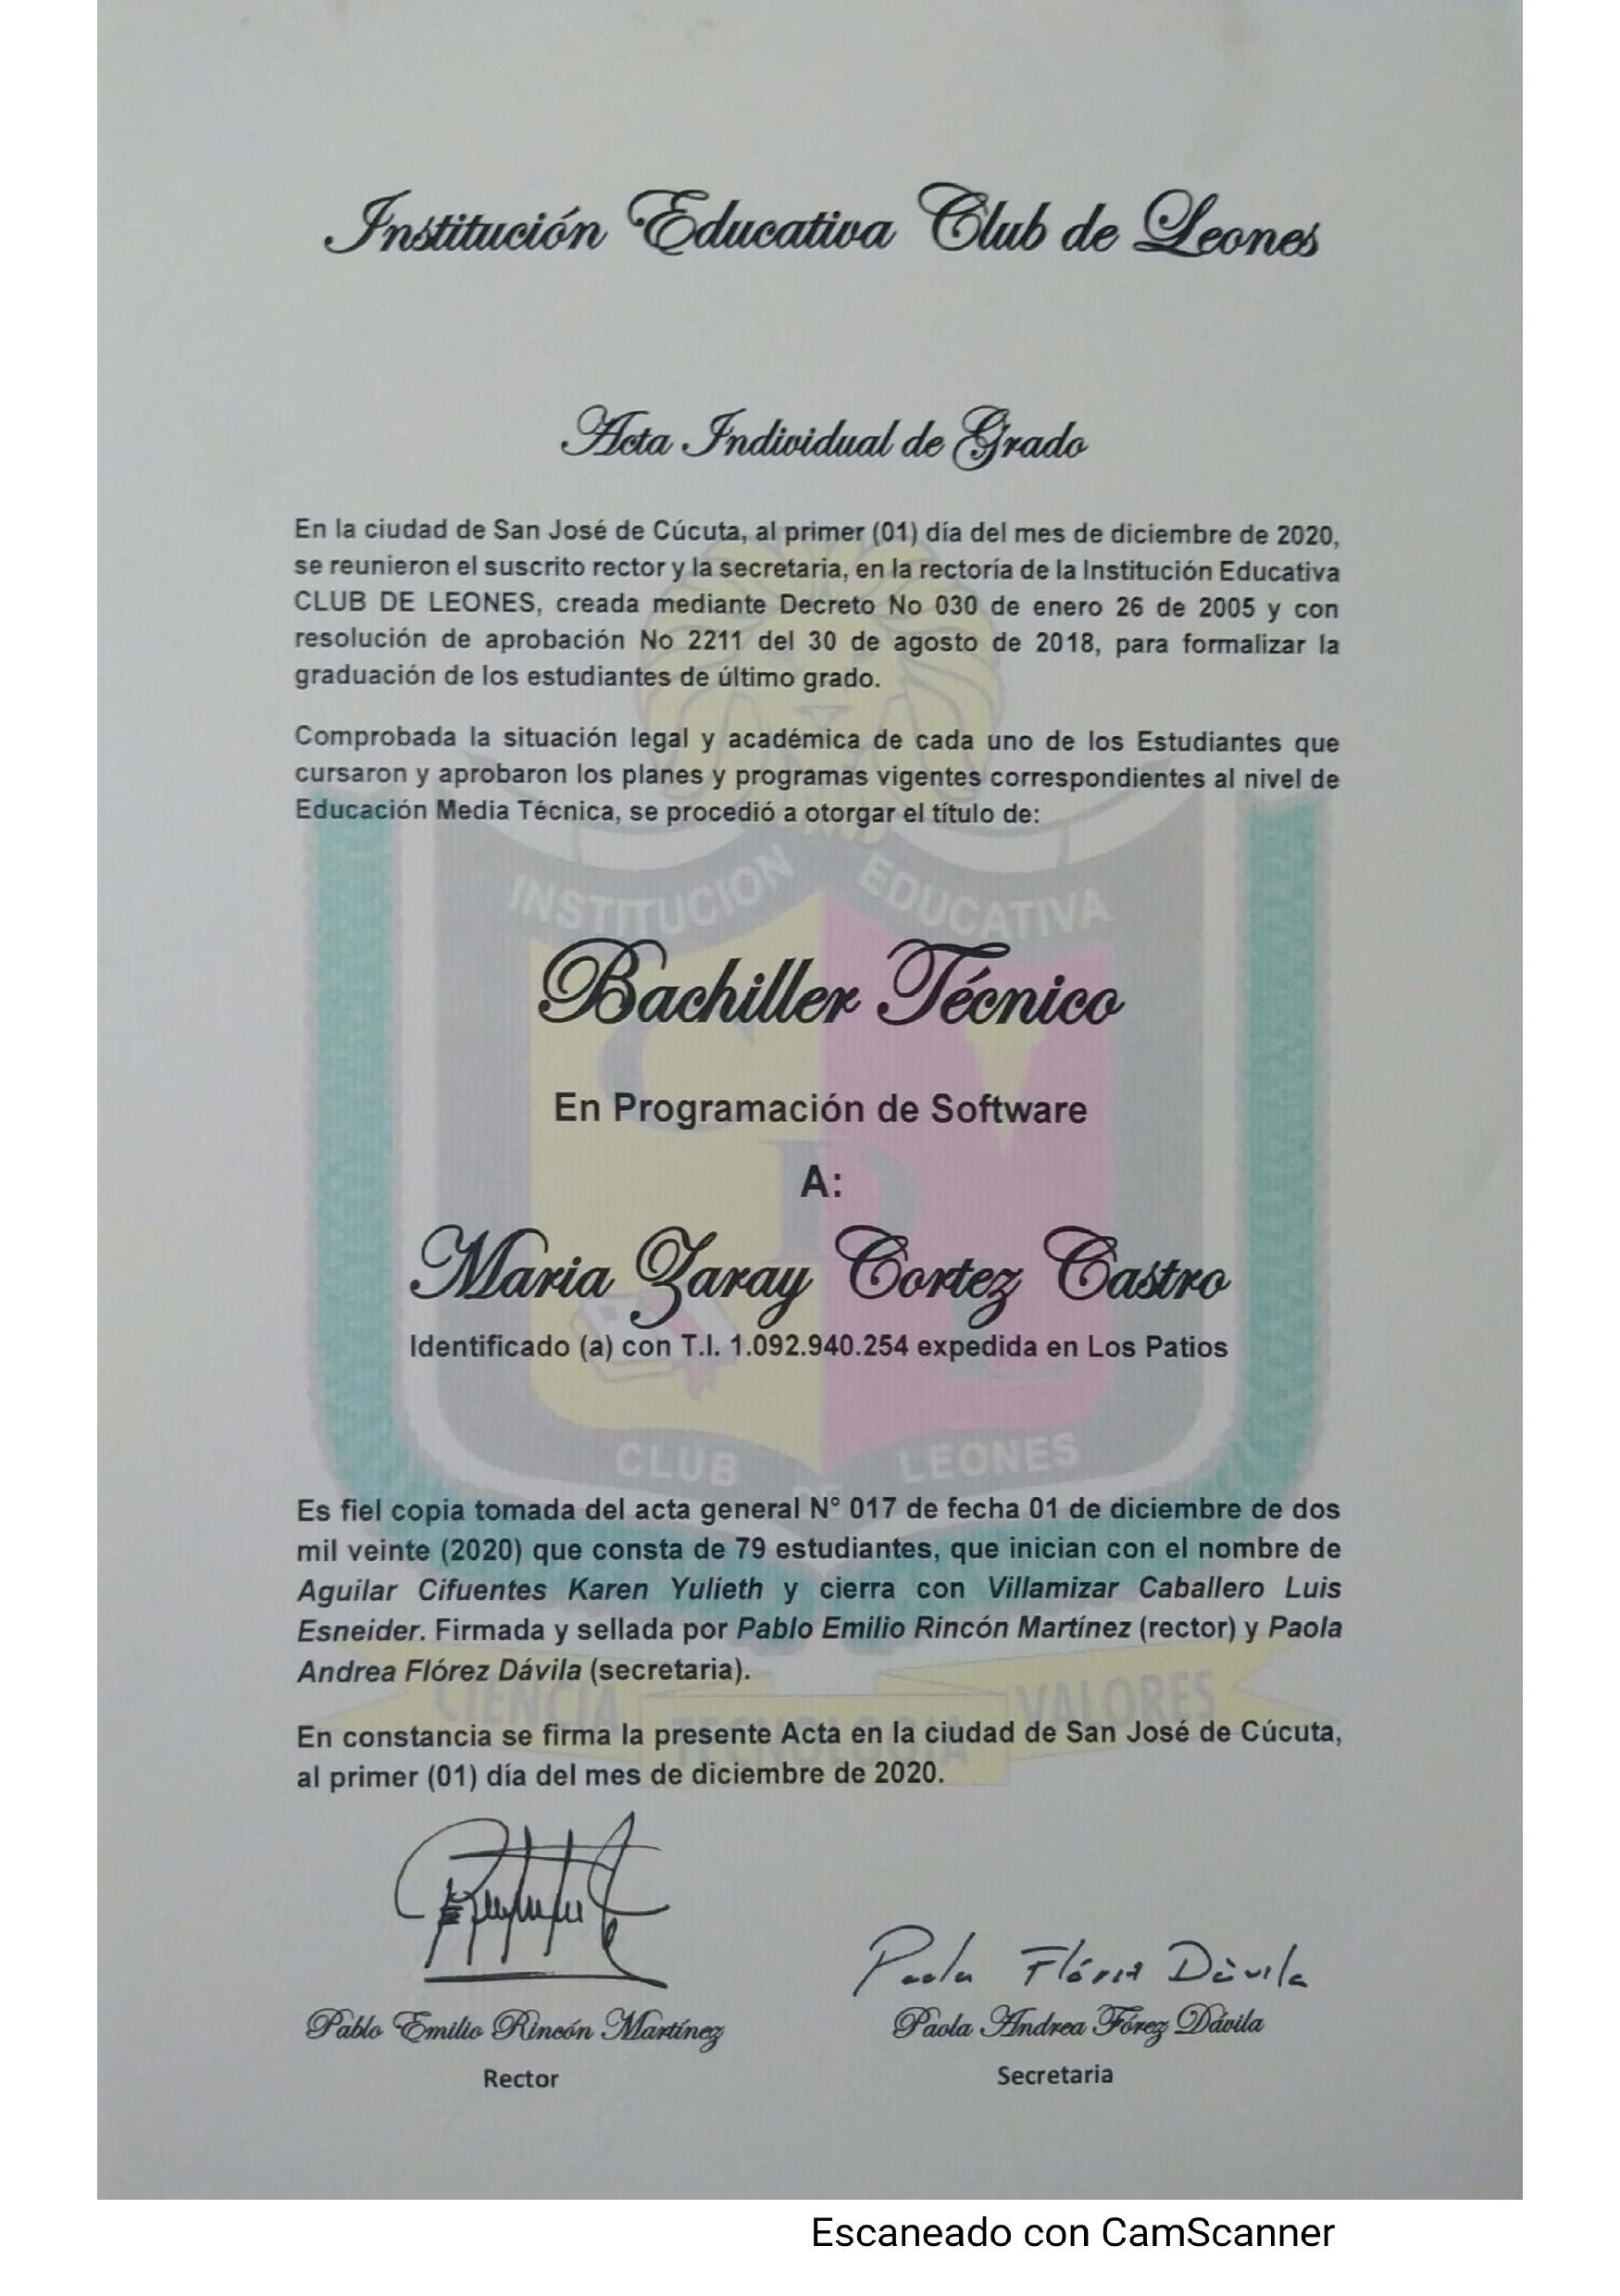 Institución Educativa Club de Leones
Acta Individual de Grado
En la ciudad de San José de Cúcuta, al primer (01) día del mes de diciembre de 2020,
se reunieron el suscrito rector y la secretaria, en la rectoría de la Institución Educativa
CLUB DE LEONES, creada mediante Decreto No 030 de enero 26 de 2005 y con
resolución de aprobación No 2211 del 30 de agosto de 2018, para formalizar la
graduación de los estudiantes de último grado.
Comprobada la situación legal y académica de cada uno de los Estudiantes que
cursaron y aprobaron los planes y programas vigentes correspondientes al nivel de
Educación Media Técnica, se procedió a otorgar el título de:
INSTITUCION EDUCATIVA
Bachiller Técnico
En Programación de Software
A:
Maria Zaray Cortez Castro
Identificado (a) con T.I. 1.092.940.254 expedida en Los Patios
CLUB DE LEONES
Es fiel copia tomada del acta general N° 017 de fecha 01 de diciembre de dos
mil veinte (2020) que consta de 79 estudiantes, que inician con el nombre de
Aguilar Cifuentes Karen Yulieth y cierra con Villamizar Caballero Luis
Esneider. Firmada y sellada por Pablo Emilio Rincón Martínez (rector) y Paola
Andrea Flórez Dávila (secretaria).
CIENCIA TECNOLOGIA VALORES
En constancia se firma la presente Acta en la ciudad de San José de Cúcuta,
al primer (01) día del mes de diciembre de 2020.
Paola Flórez Dávila
Pablo Emilio Rincón Martínez
Paola Andrea Fórez Dávila
Rector
Secretaria
Escaneado con CamScanner